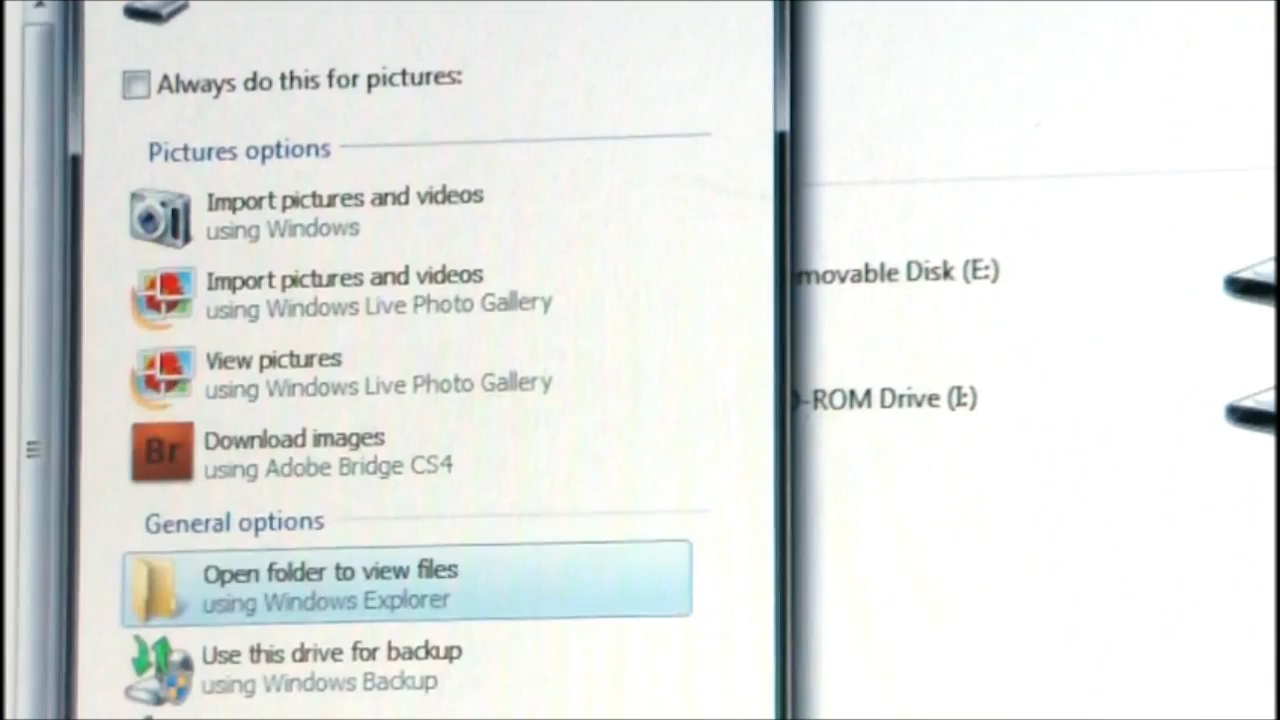 Always do this for pictures:
Pictures options
Import pictures and videos
using Windows
Import pictures and videos
using Windows Live Photo Gallery
movable Disk (E:)
View pictures
using Windows Live Photo Gallery
-ROM Drive (I:)
Br
Download images
using Adobe Bridge CS4
General options
Open folder to view files
using Windows Explorer
Use this drive for backup
using Windows Backup